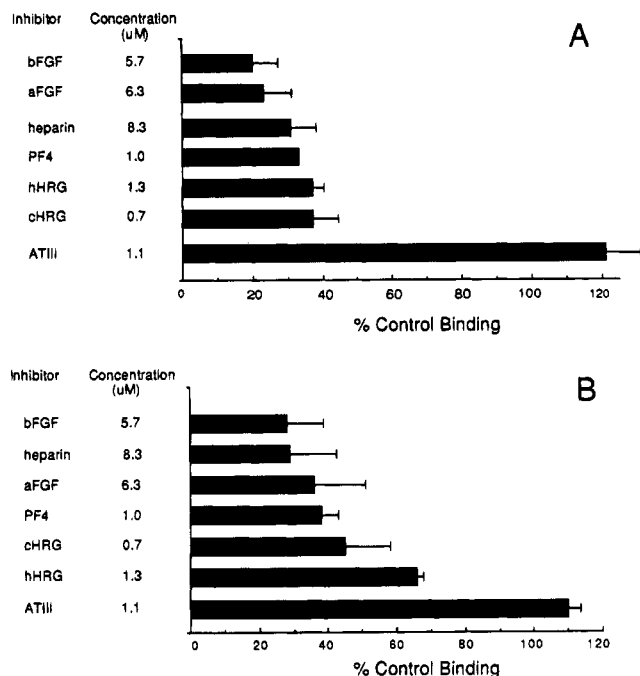 Inhibitor Concentration
(uM)
A
bFGF 5.7
aFGF 6.3
heparin 8.3
PF4 1.0
hHRG 1.3
cHRG 0.7
ATIII 1.1
0 20 40 60 80 100 120
% Control Binding
Inhibitor Concentration
(uM)
B
bFGF 5.7
heparin 8.3
aFGF 6.3
PF4 1.0
cHRG 0.7
hHRG 1.3
ATIII 1.1
0 20 40 60 80 100 120
% Control Binding